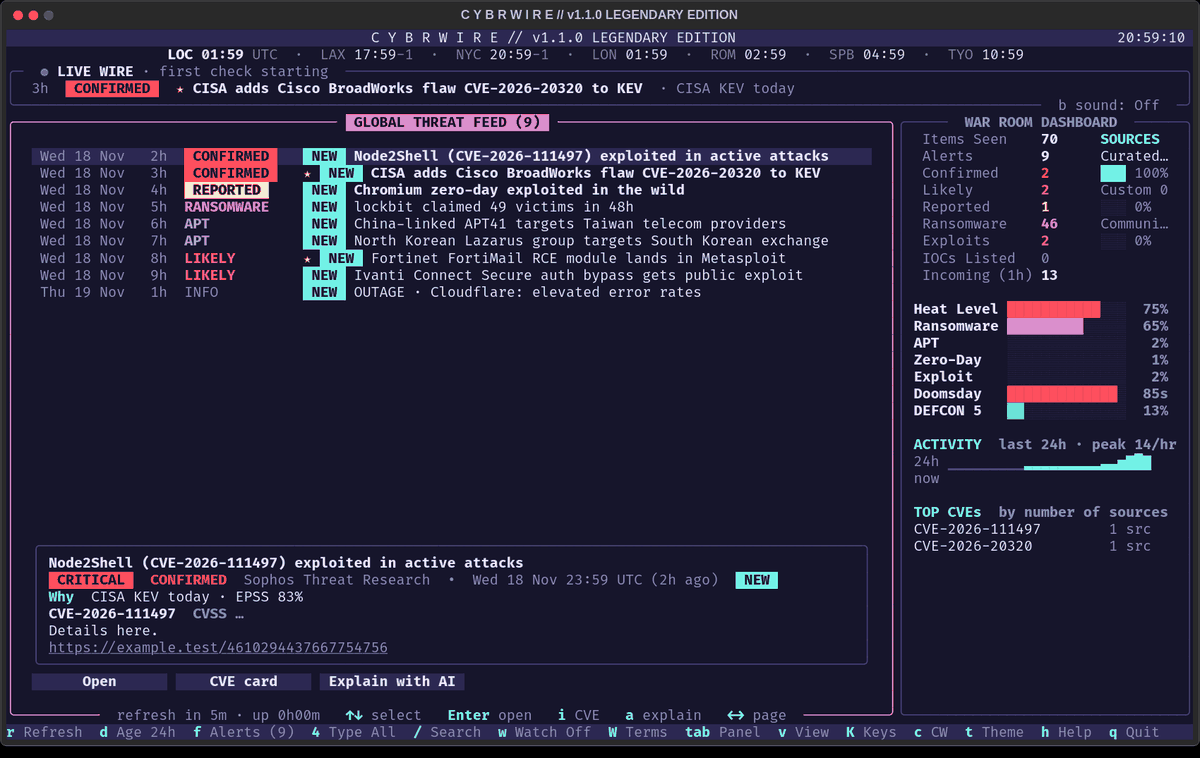 C Y B R W I R E // v1.1.0 LEGENDARY EDITION
C Y B R W I R E // v1.1.0 LEGENDARY EDITION 20:59:10
LOC 01:59 UTC · LAX 17:59-1 · NYC 20:59-1 · LON 01:59 · ROM 02:59 · SPB 04:59 · TYO 10:59
● LIVE WIRE · first check starting
3h CONFIRMED ★ CISA adds Cisco BroadWorks flaw CVE-2026-20320 to KEV · CISA KEV today
b sound: Off
GLOBAL THREAT FEED (9)
Wed 18 Nov 2h CONFIRMED NEW Node2Shell (CVE-2026-111497) exploited in active attacks
Wed 18 Nov 3h CONFIRMED ★ NEW CISA adds Cisco BroadWorks flaw CVE-2026-20320 to KEV
Wed 18 Nov 4h REPORTED NEW Chromium zero-day exploited in the wild
Wed 18 Nov 5h RANSOMWARE NEW lockbit claimed 49 victims in 48h
Wed 18 Nov 6h APT NEW China-linked APT41 targets Taiwan telecom providers
Wed 18 Nov 7h APT NEW North Korean Lazarus group targets South Korean exchange
Wed 18 Nov 8h LIKELY ★ NEW Fortinet FortiMail RCE module lands in Metasploit
Wed 18 Nov 9h LIKELY NEW Ivanti Connect Secure auth bypass gets public exploit
Thu 19 Nov 1h INFO NEW OUTAGE · Cloudflare: elevated error rates
Node2Shell (CVE-2026-111497) exploited in active attacks
CRITICAL CONFIRMED Sophos Threat Research • Wed 18 Nov 23:59 UTC (2h ago) NEW
Why CISA KEV today · EPSS 83%
CVE-2026-111497 CVSS …
Details here.
https://example.test/4610294437667754756
Open CVE card Explain with AI
refresh in 5m · up 0h00m ↑↓ select Enter open i CVE a explain ↔ page
WAR ROOM DASHBOARD
Items Seen 70 SOURCES
Alerts 9 Curated…
Confirmed 2 100%
Likely 2 Custom 0
Reported 1 0%
Ransomware 46 Communi…
Exploits 2 0%
IOCs Listed 0
Incoming (1h) 13
Heat Level 75%
Ransomware 65%
APT 2%
Zero-Day 1%
Exploit 2%
Doomsday 85s
DEFCON 5 13%
ACTIVITY last 24h · peak 14/hr
24h
now
TOP CVEs by number of sources
CVE-2026-111497 1 src
CVE-2026-20320 1 src
r Refresh d Age 24h f Alerts (9) 4 Type All / Search w Watch Off W Terms tab Panel v View K Keys c CW t Theme h Help q Quit